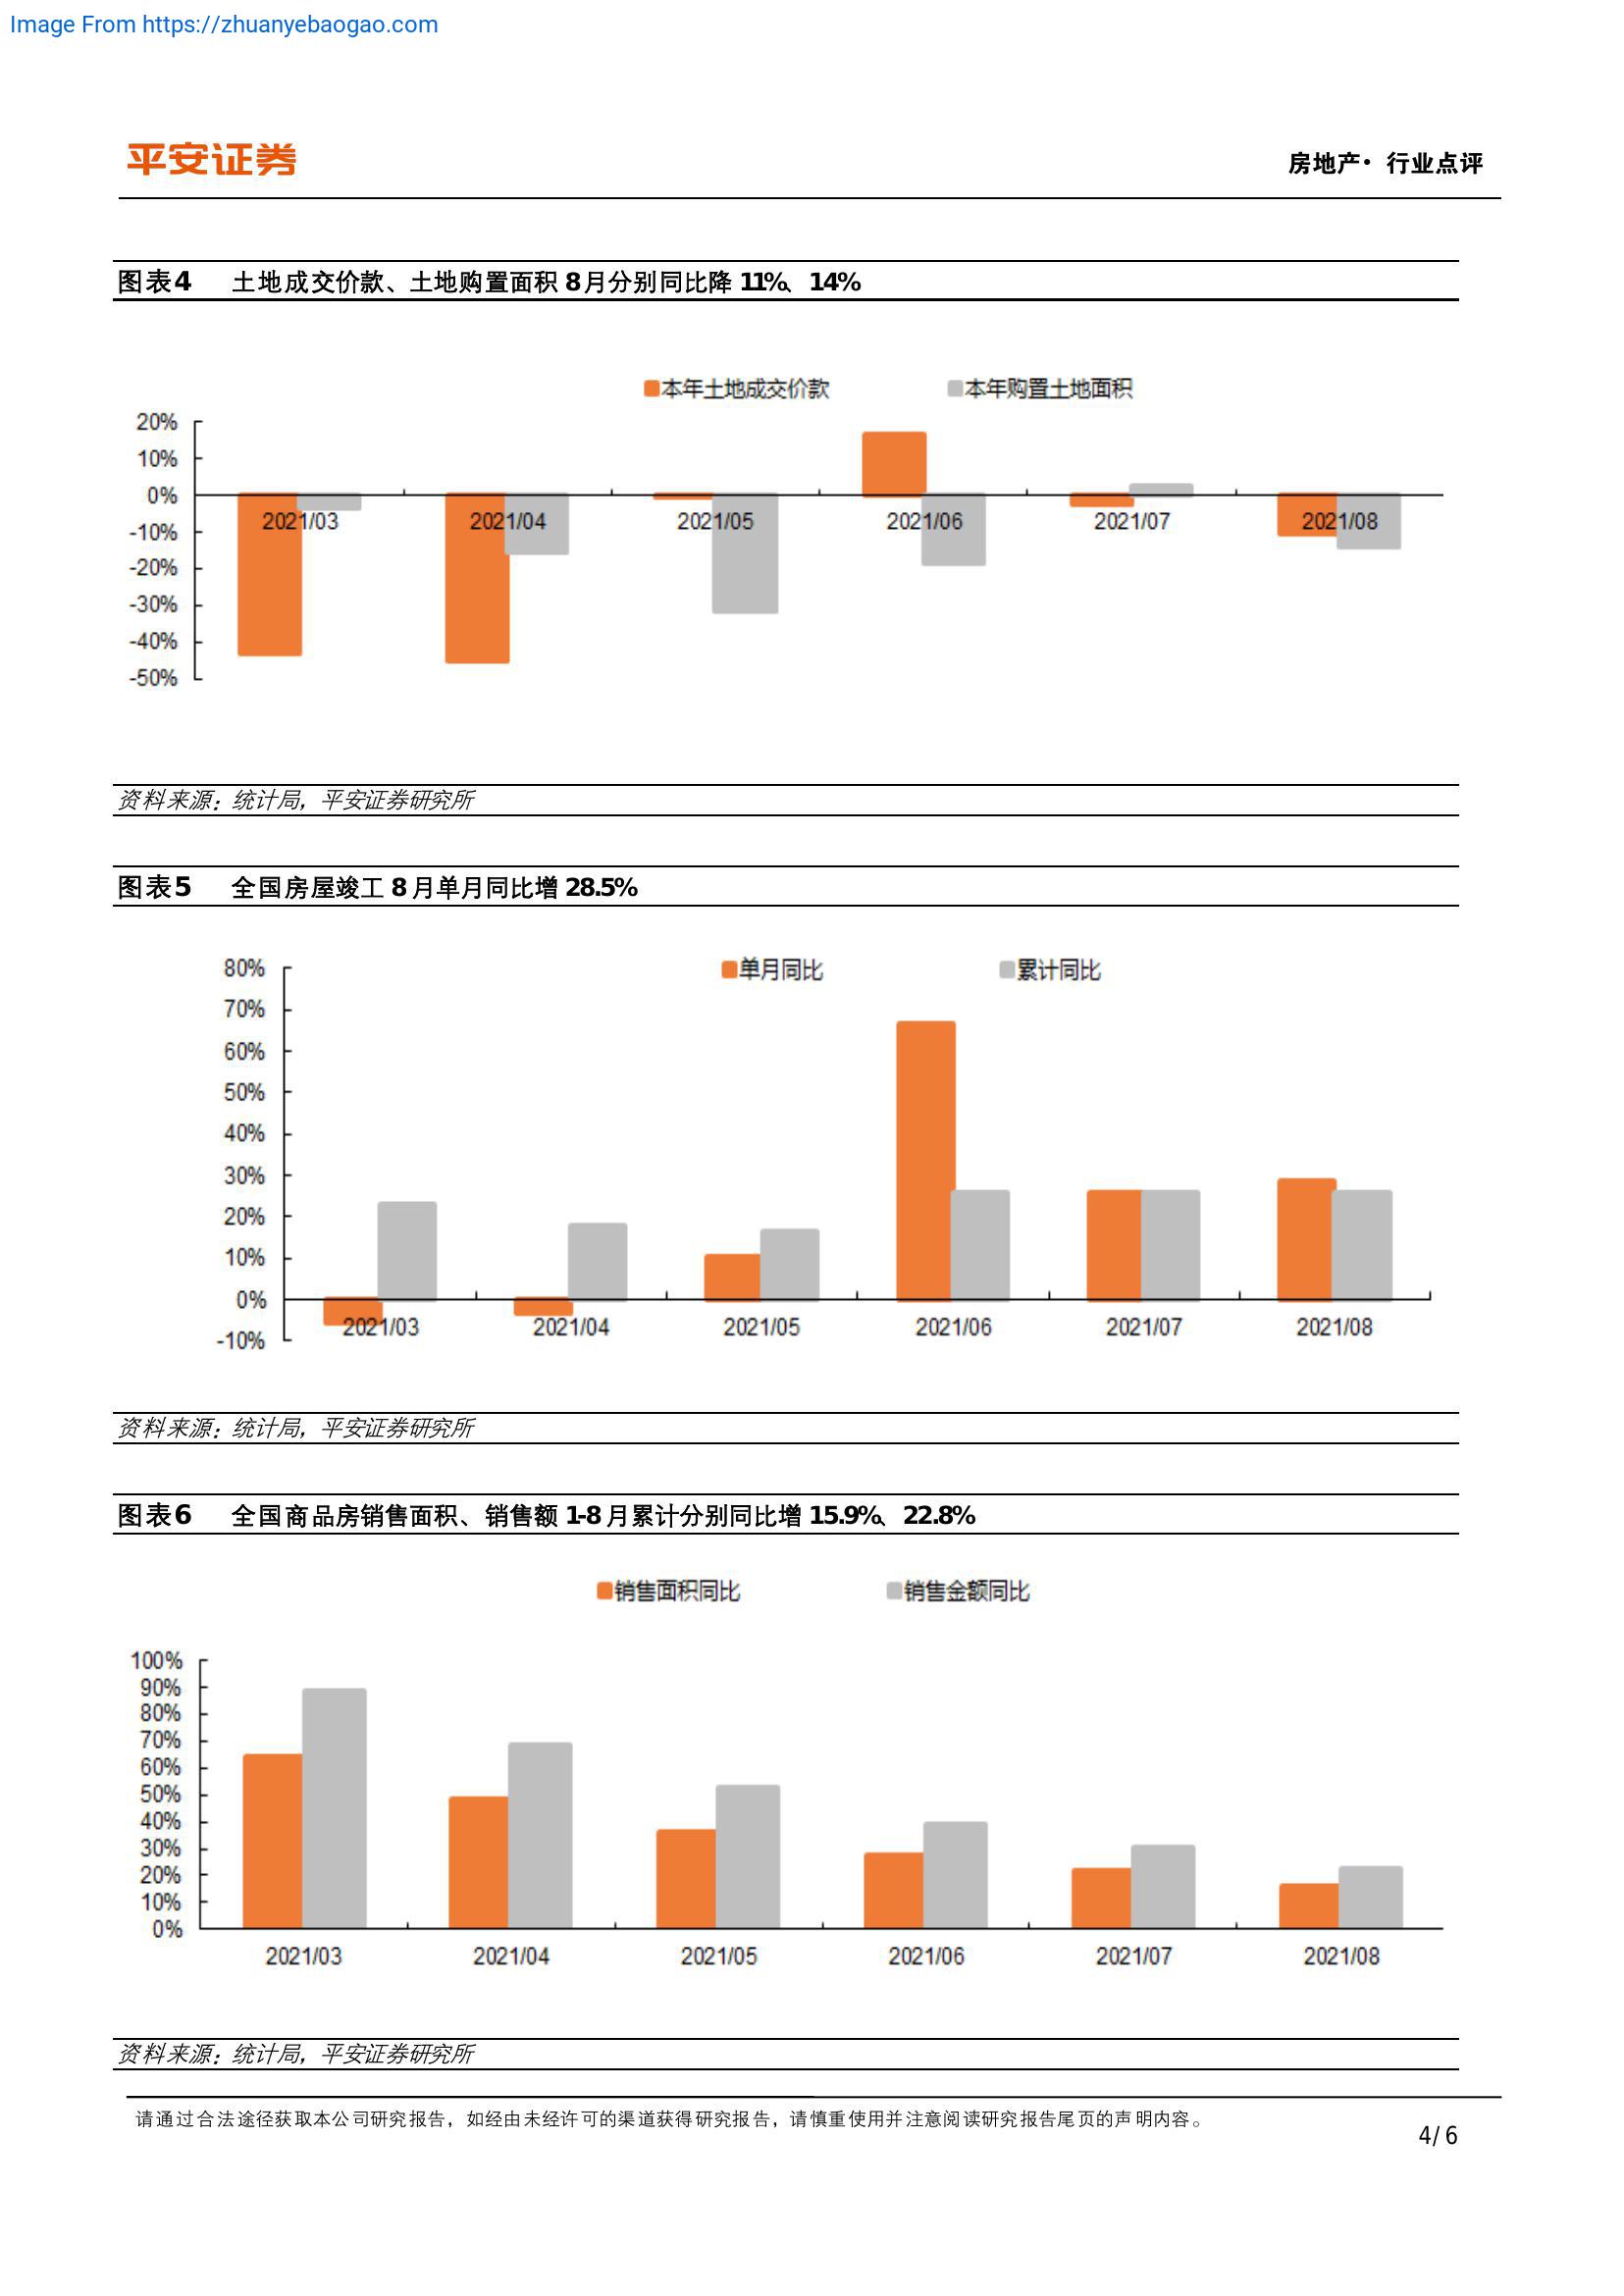 Image From https://zhuanyebaogao.com
平安证券
房地产· 行业点评
图表4 土地成交价款、土地购置面积 8月分别同比降 11%、14%
本年土地成交价款 本年购置土地面积
20%
10%
0%
-10%
-20%
-30%
-40%
-50%
2021/03 2021/04 2021/05 2021/06 2021/07 2021/08
资料来源：统计局，平安证券研究所
图表5 全国房屋竣工 8月单月同比增 28.5%
单月同比 累计同比
80%
70%
60%
50%
40%
30%
20%
10%
0%
-10%
2021/03 2021/04 2021/05 2021/06 2021/07 2021/08
资料来源：统计局，平安证券研究所
图表6 全国商品房销售面积、销售额 1-8月累计分别同比增 15.9%、22.8%
销售面积同比 销售金额同比
100%
90%
80%
70%
60%
50%
40%
30%
20%
10%
0%
2021/03 2021/04 2021/05 2021/06 2021/07 2021/08
资料来源：统计局，平安证券研究所
请通过合法途径获取本公司研究报告，如经由未经许可的渠道获得研究报告，请慎重使用并注意阅读研究报告尾页的声明内容。
4/ 6